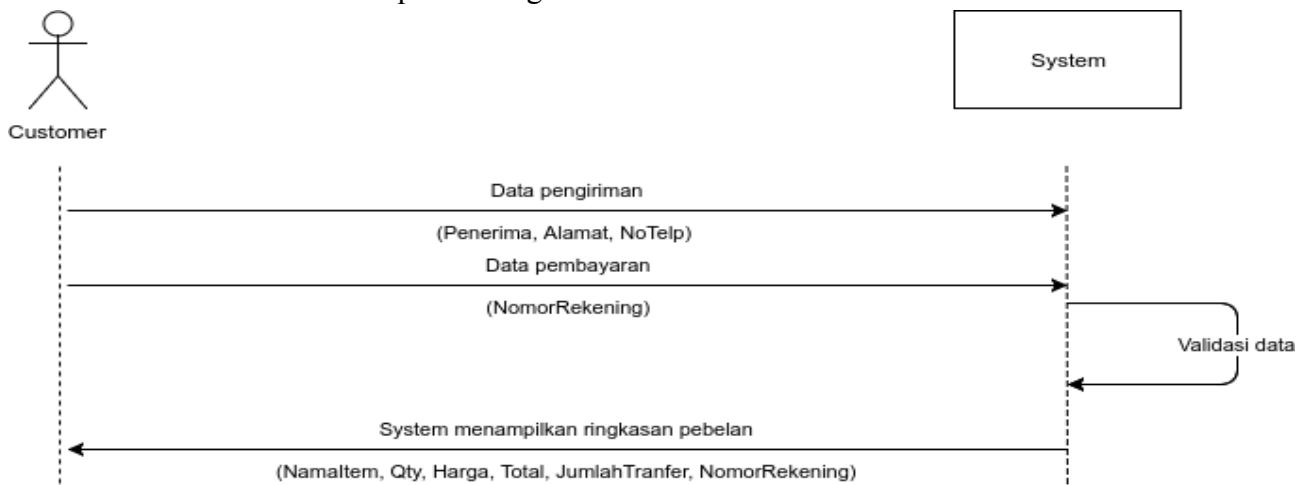 System
Customer
Data pengiriman
(Penerima, Alamat, NoTelp)
Data pembayaran
(NomorRekening)
Validasi data
System menampilkan ringkasan pebelan
(NamaItem, Qty, Harga, Total, JumlahTranfer, NomorRekening)